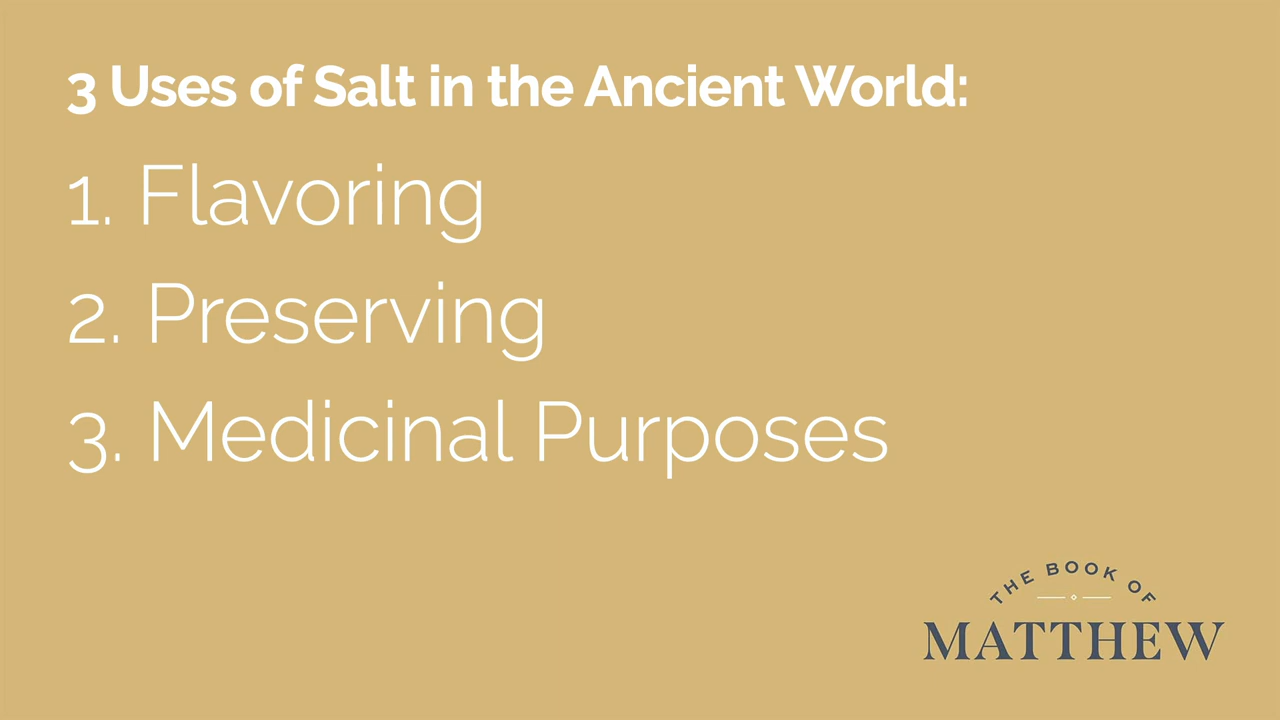 3 Uses of Salt in the Ancient World:
1. Flavoring
2. Preserving
3. Medicinal Purposes
THE BOOK OF
MATTHEW